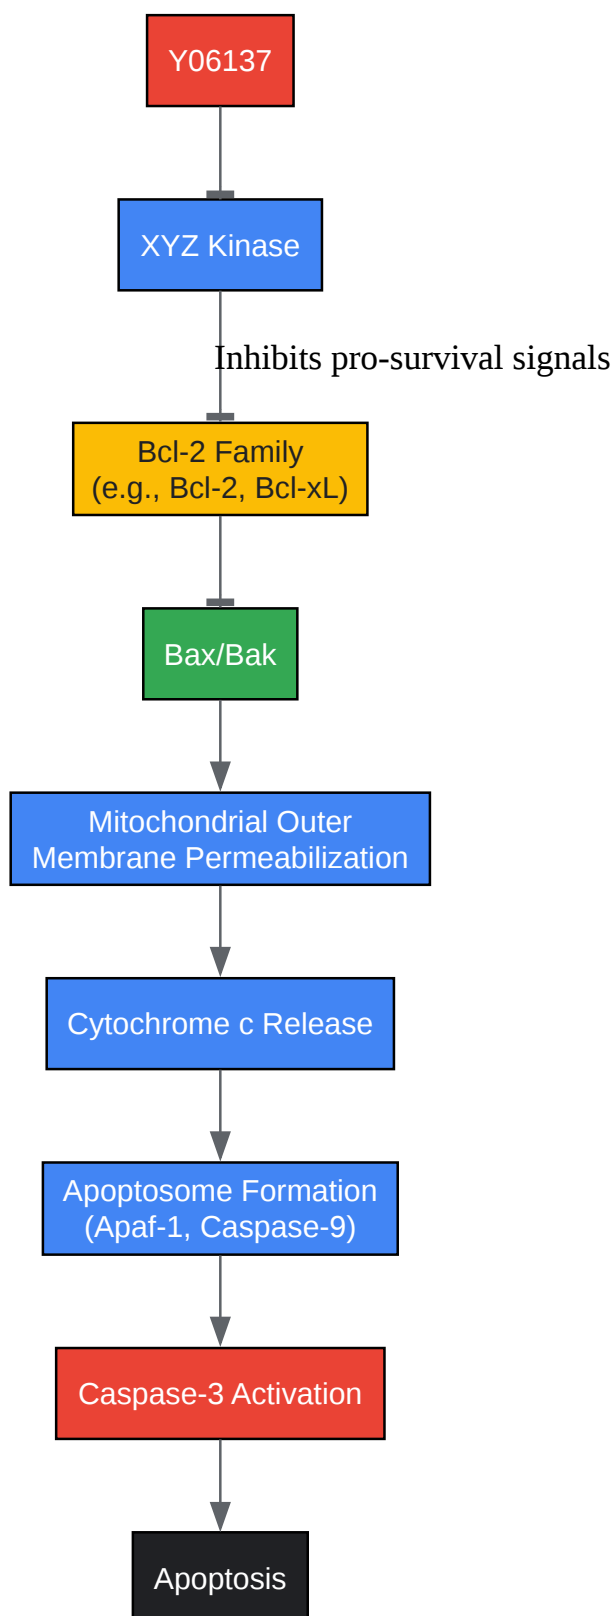 Y06137
XYZ Kinase
Inhibits pro-survival signals
Bcl-2 Family
(e.g., Bcl-2, Bcl-xL)
Bax/Bak
Mitochondrial Outer
Membrane Permeabilization
Cytochrome c Release
Apoptosome Formation
(Apaf-1, Caspase-9)
Caspase-3 Activation
Apoptosis